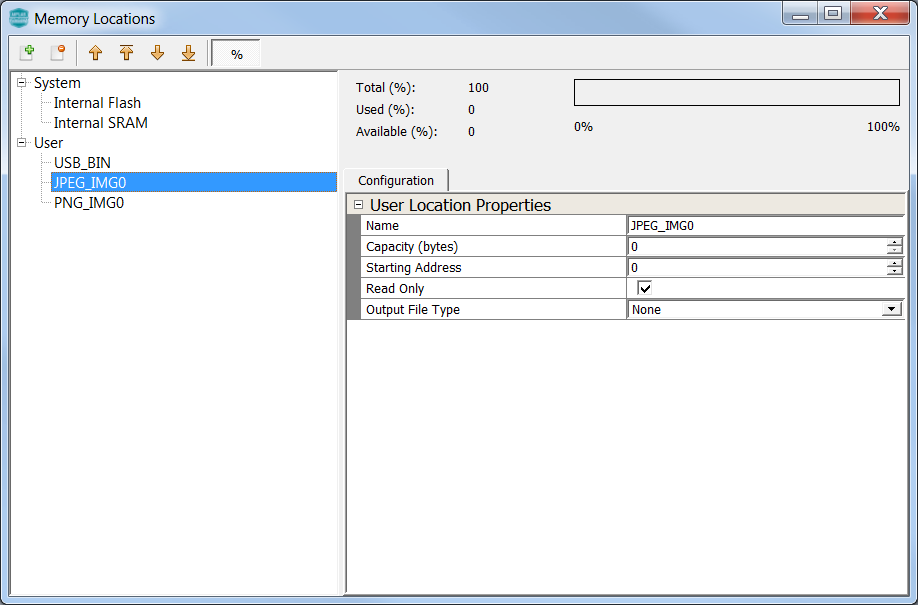 Memory Locations
%
System
Internal Flash
Internal SRAM
User
USB_BIN
JPEG_IMG0
PNG_IMG0
Total (%): 100
Used (%): 0
Available (%): 0
0% 100%
Configuration
User Location Properties
Name JPEG_IMG0
Capacity (bytes) 0
Starting Address 0
Read Only
Output File Type None